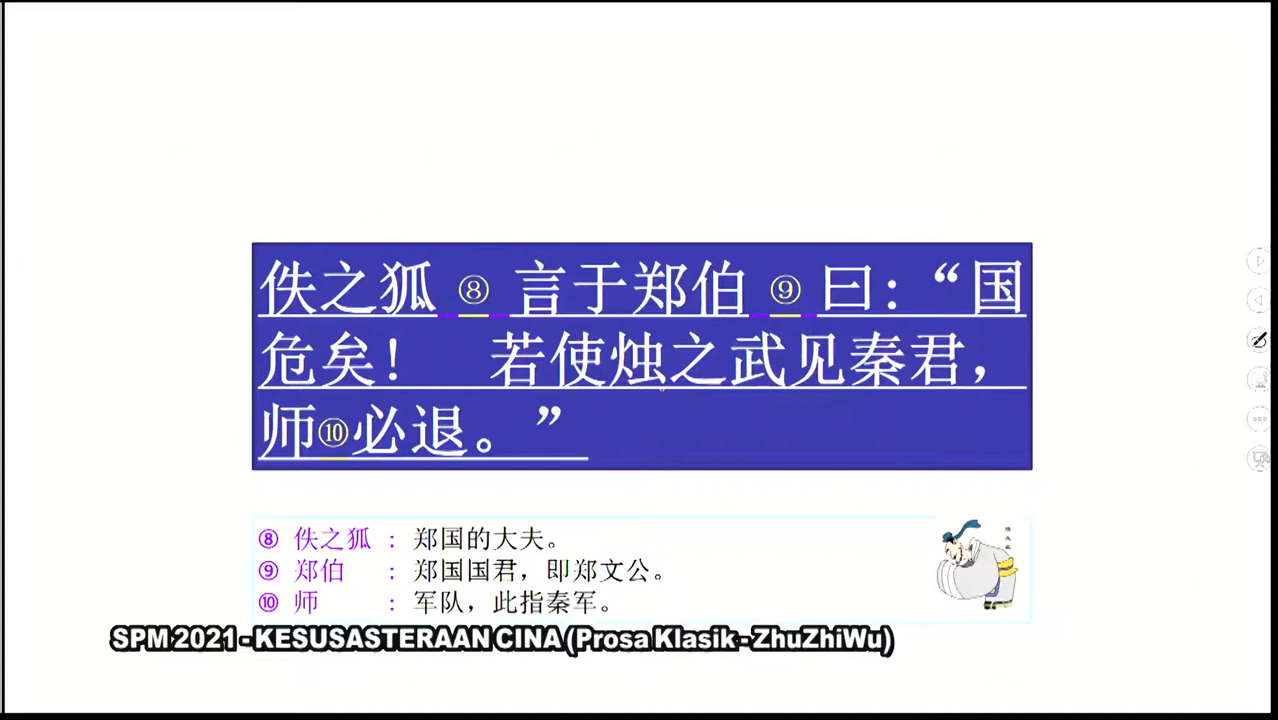 佚之狐 ⑧ 言于郑伯 ⑨ 曰：“国
危矣！ 若使烛之武见秦君，
师⑩必退。”
⑧ 佚之狐 : 郑国的大夫。
⑨ 郑伯 : 郑国国君，即郑文公。
⑩ 师 : 军队，此指秦军。
SPM 2021 - KESUSASTERAAN CINA (Prosa Klasik - ZhuZhiWu)